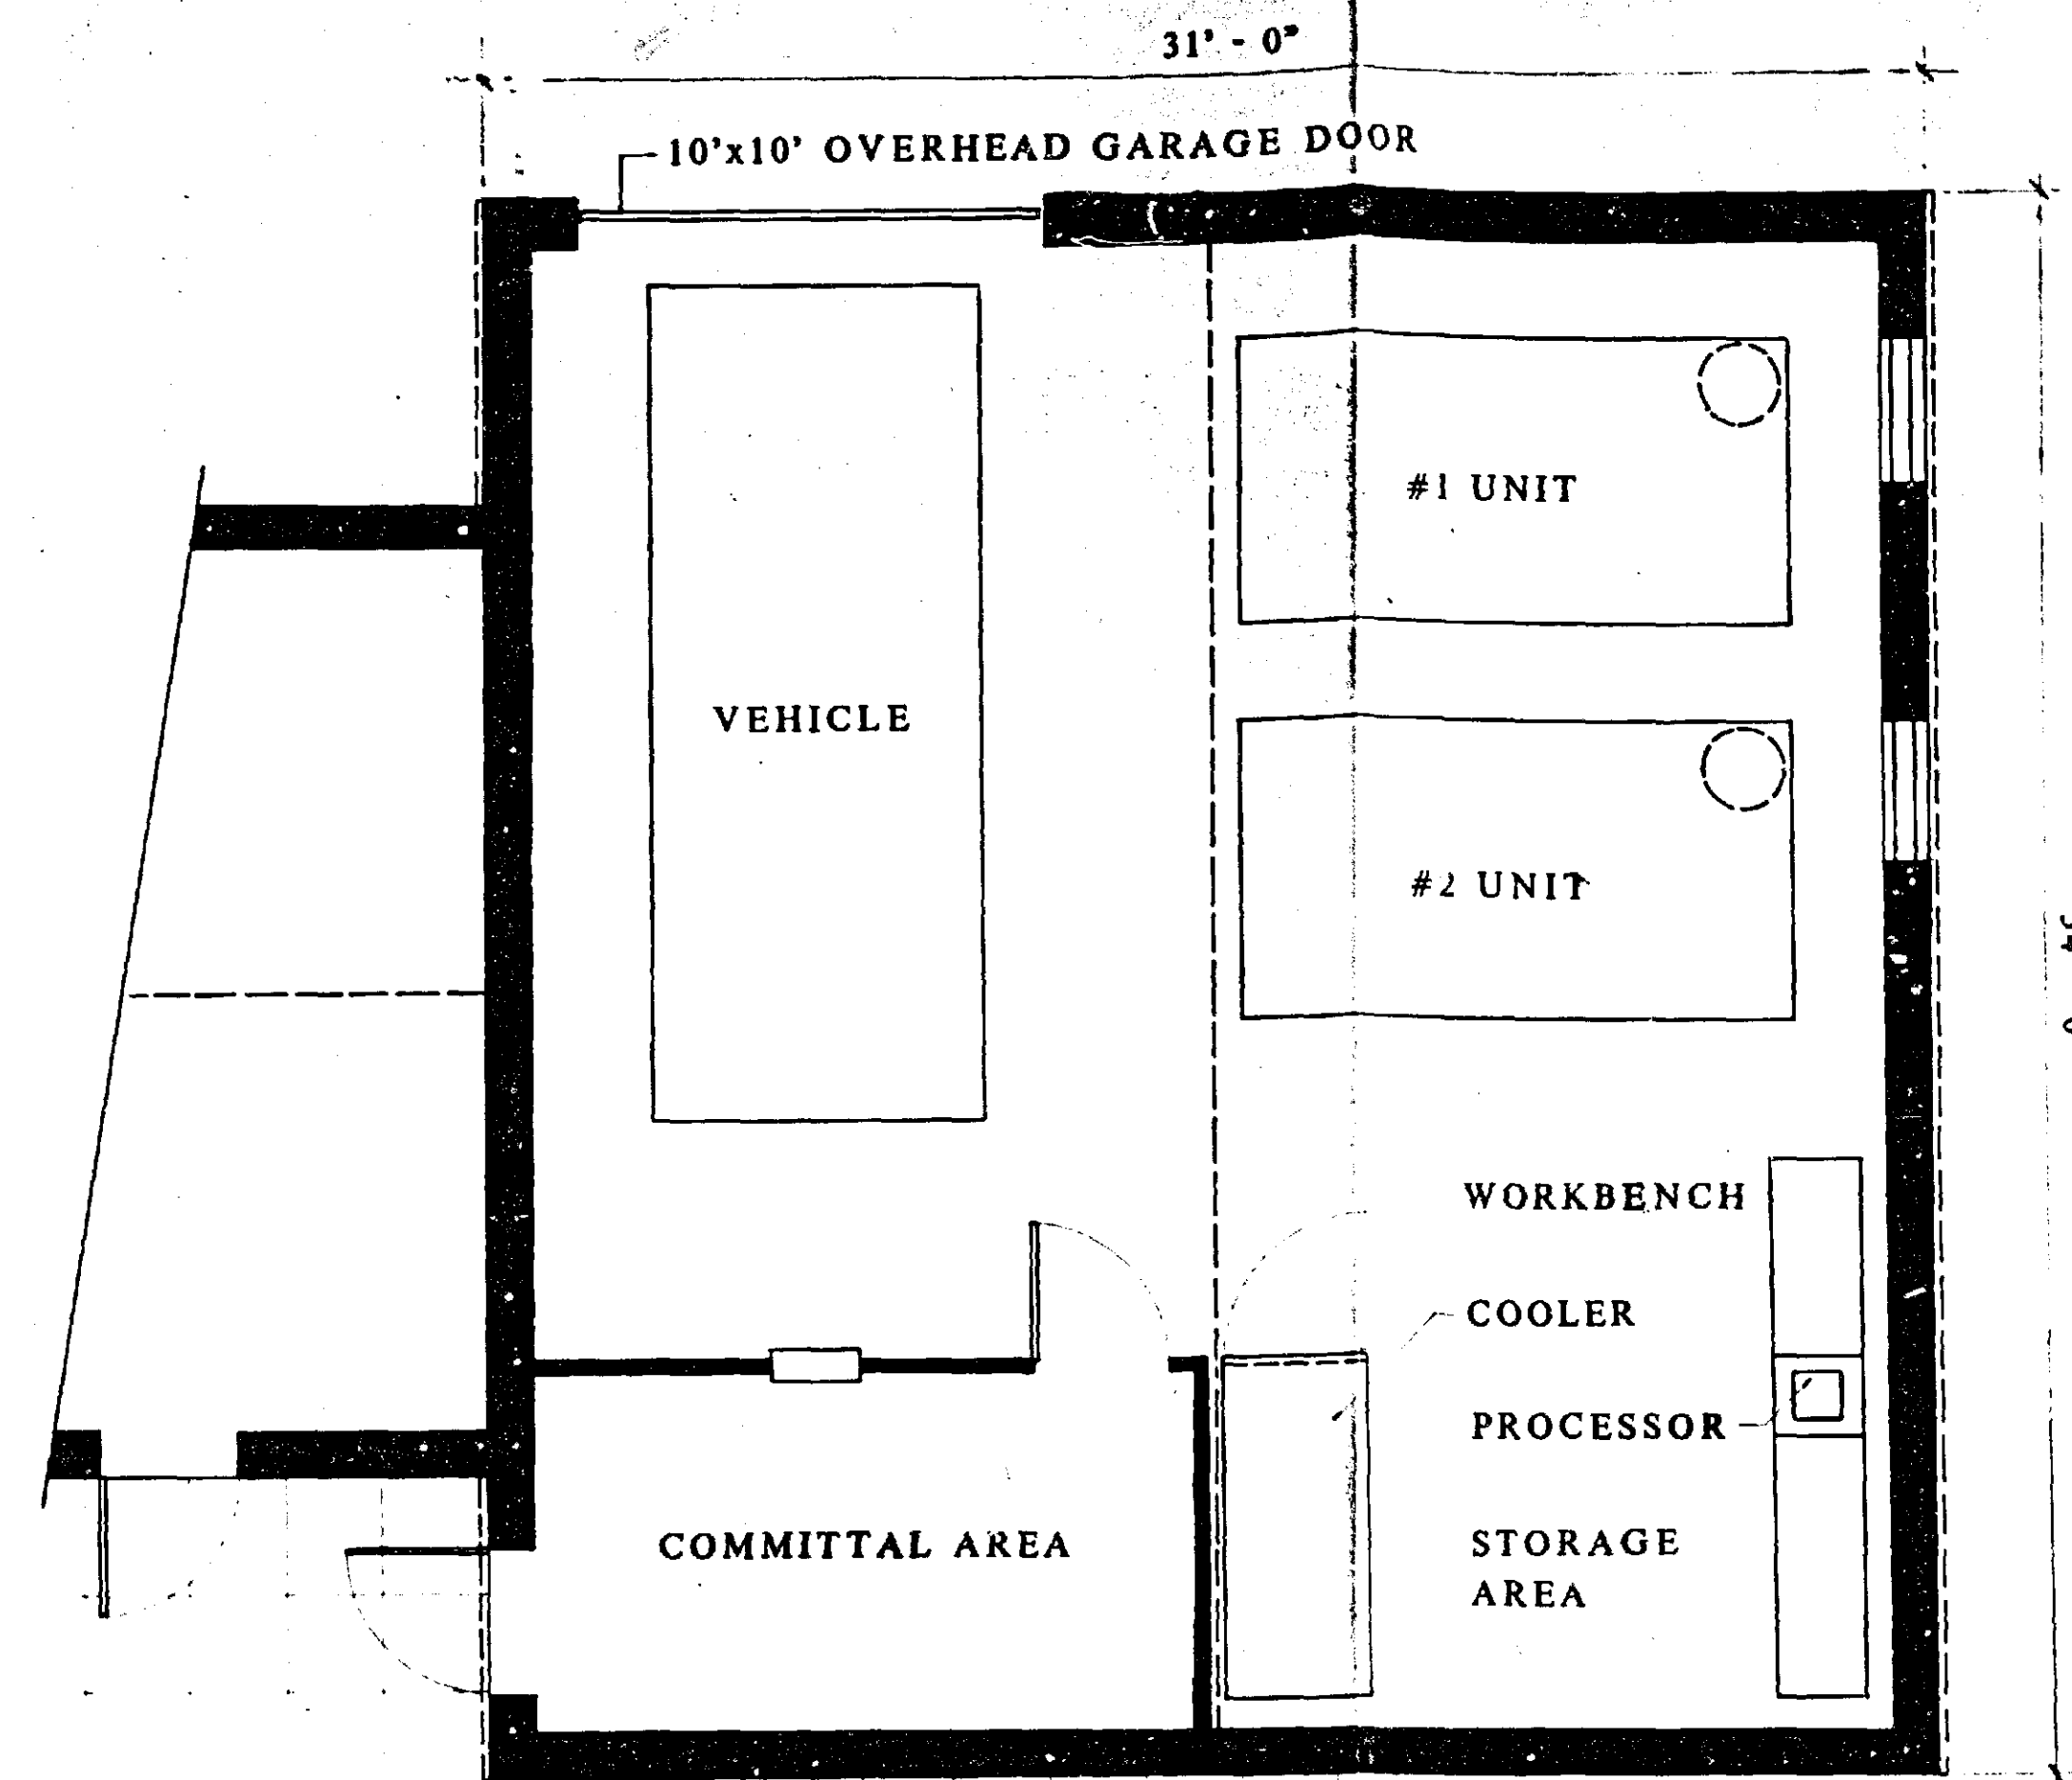 31' - 0"
10'x10' OVERHEAD GARAGE DOOR
#1 UNIT
VEHICLE
#2 UNIT
WORKBENCH
COOLER
PROCESSOR
COMMITTAL AREA
STORAGE
AREA